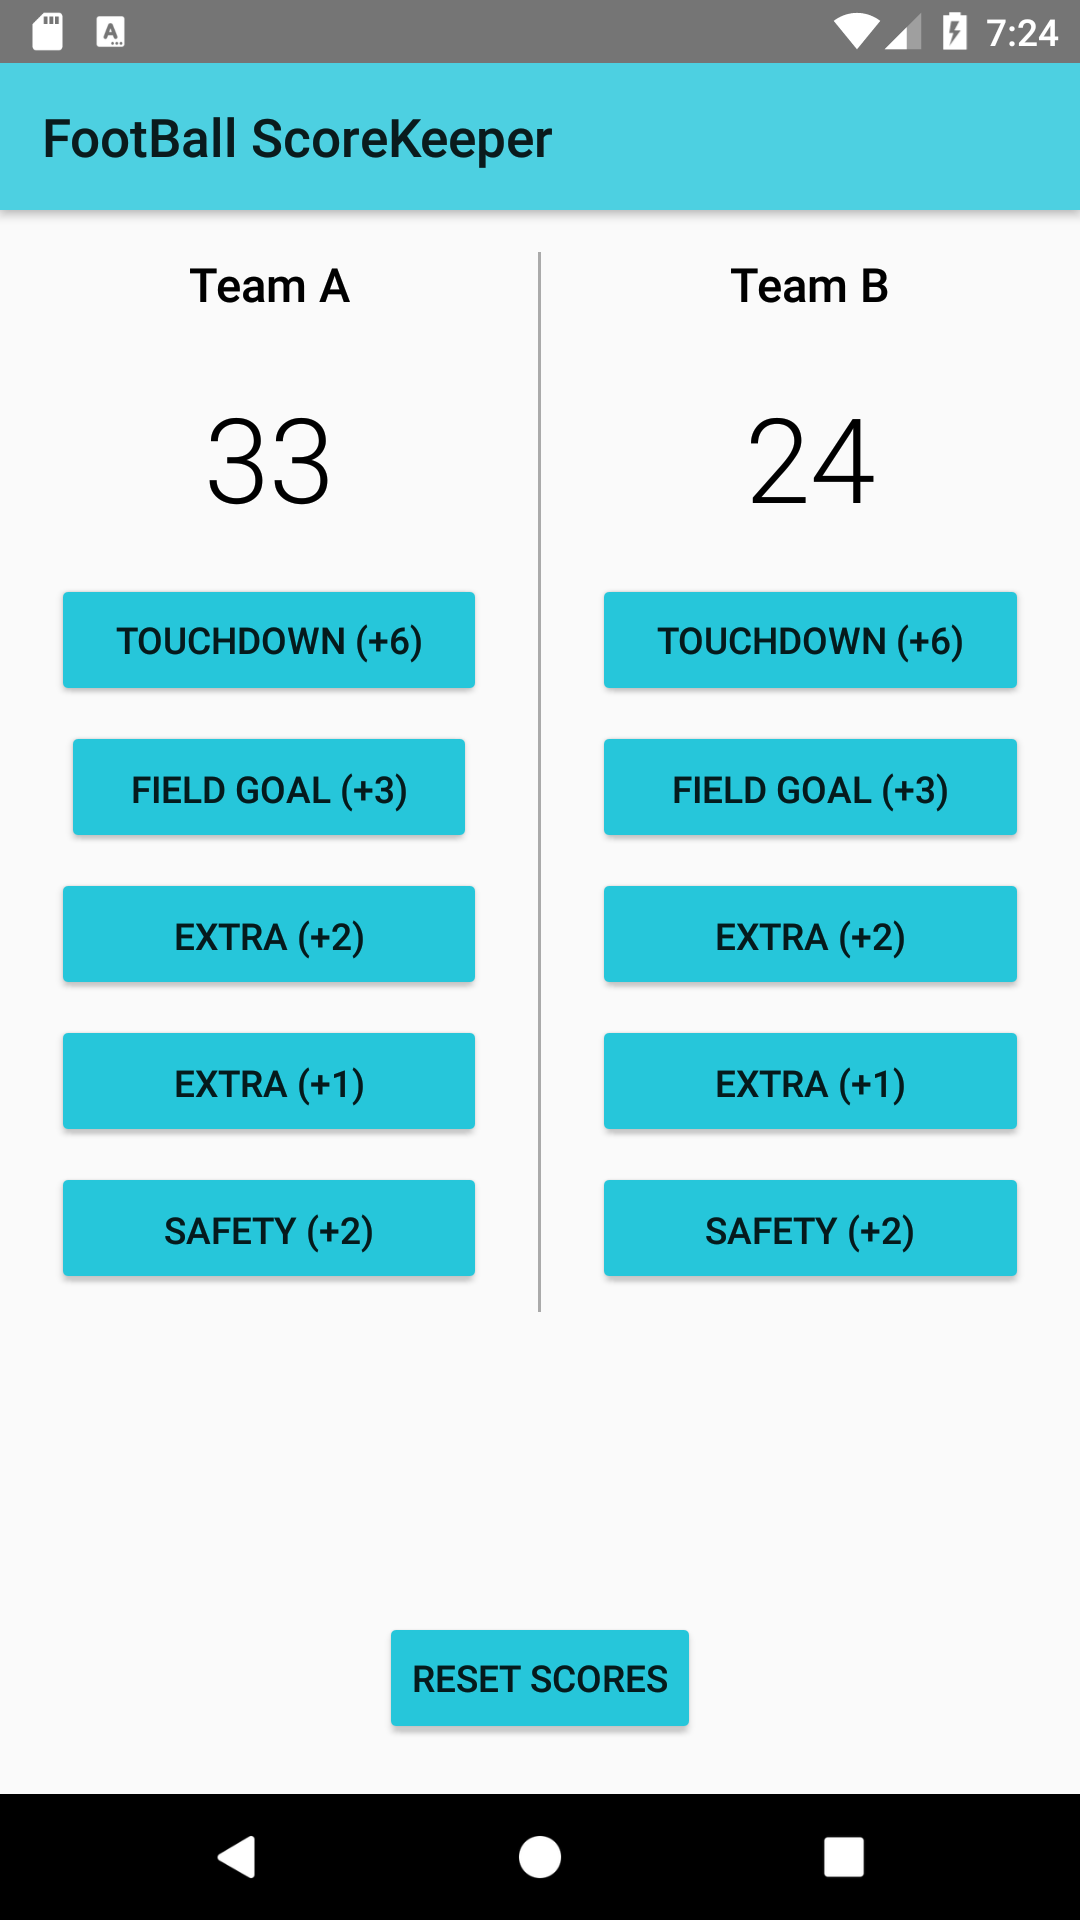 7:24
FootBall ScoreKeeper
Team A
Team B
33
24
TOUCHDOWN (+6)
TOUCHDOWN (+6)
FIELD GOAL (+3)
FIELD GOAL (+3)
EXTRA (+2)
EXTRA (+2)
EXTRA (+1)
EXTRA (+1)
SAFETY (+2)
SAFETY (+2)
RESET SCORES